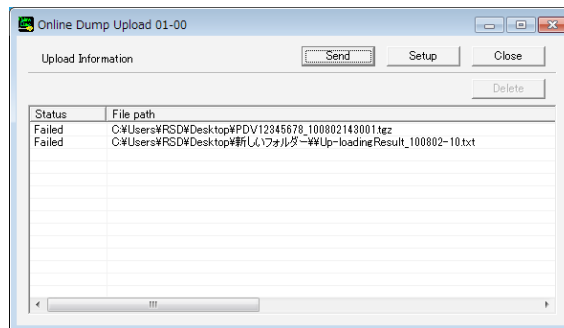 Online Dump Upload 01-00
Upload Information
Send
Setup
Close
Delete
Status
File path
Failed
C:¥Users¥RSD¥Desktop¥PDV12345678_100802143001.tgz
Failed
C:¥Users¥RSD¥Desktop¥新しいフォルダー¥¥Up-loadingResult_100802-10.txt